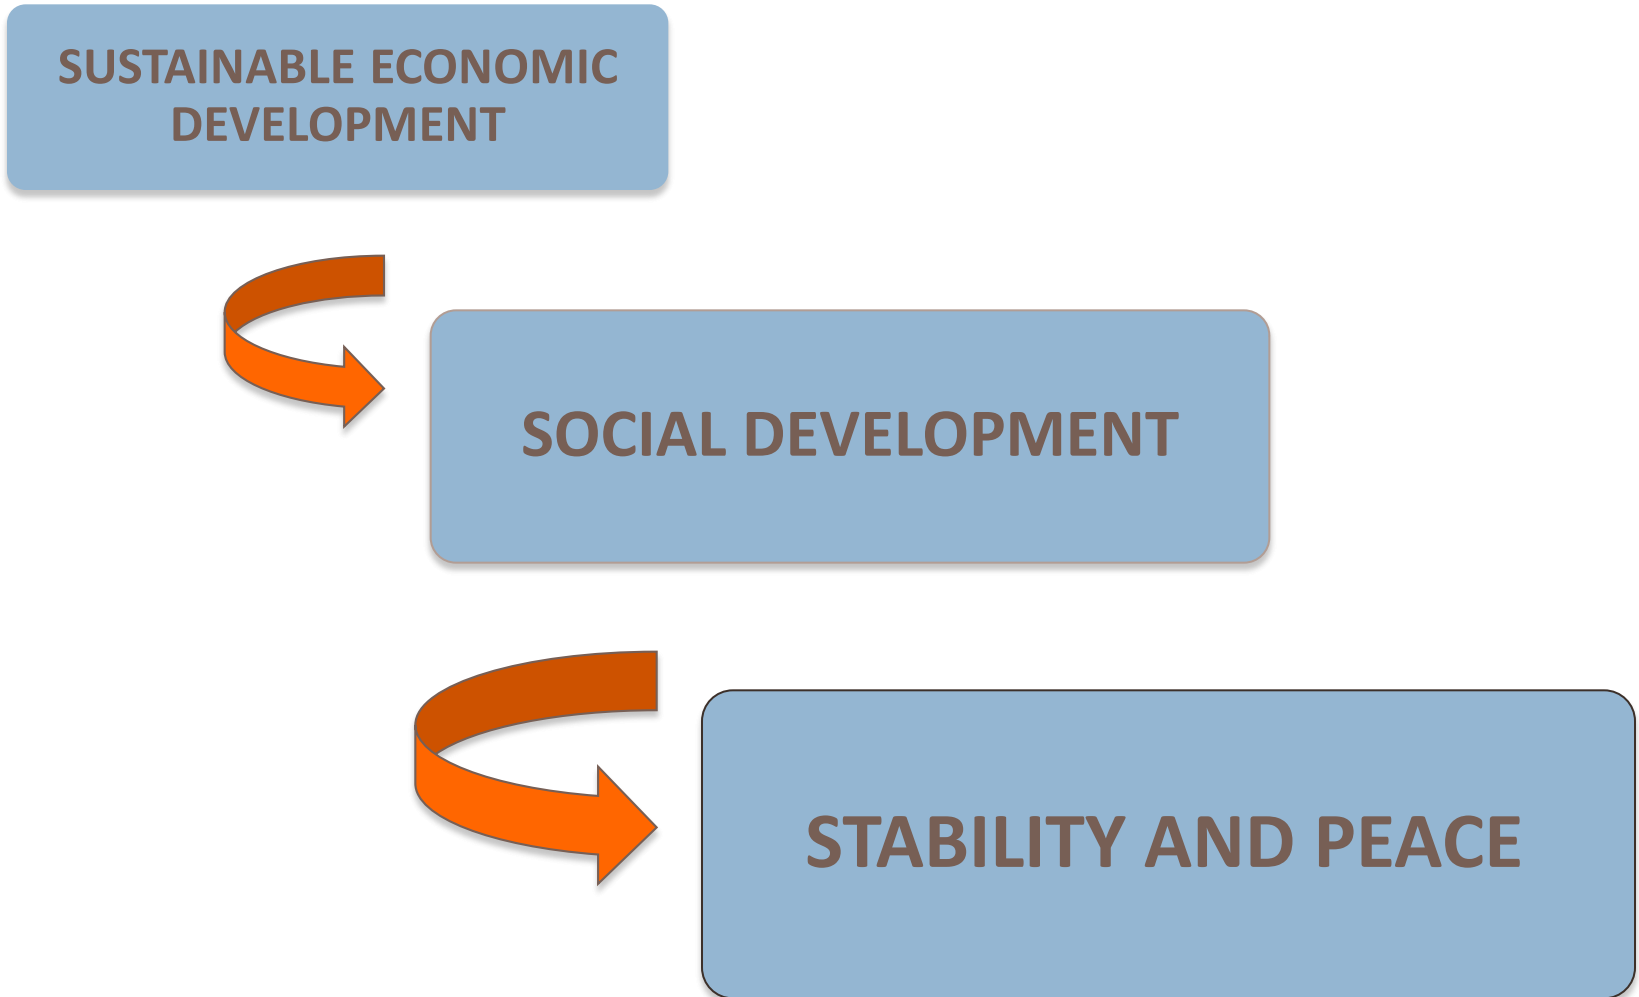 SUSTAINABLE ECONOMIC
DEVELOPMENT
SOCIAL DEVELOPMENT
STABILITY AND PEACE